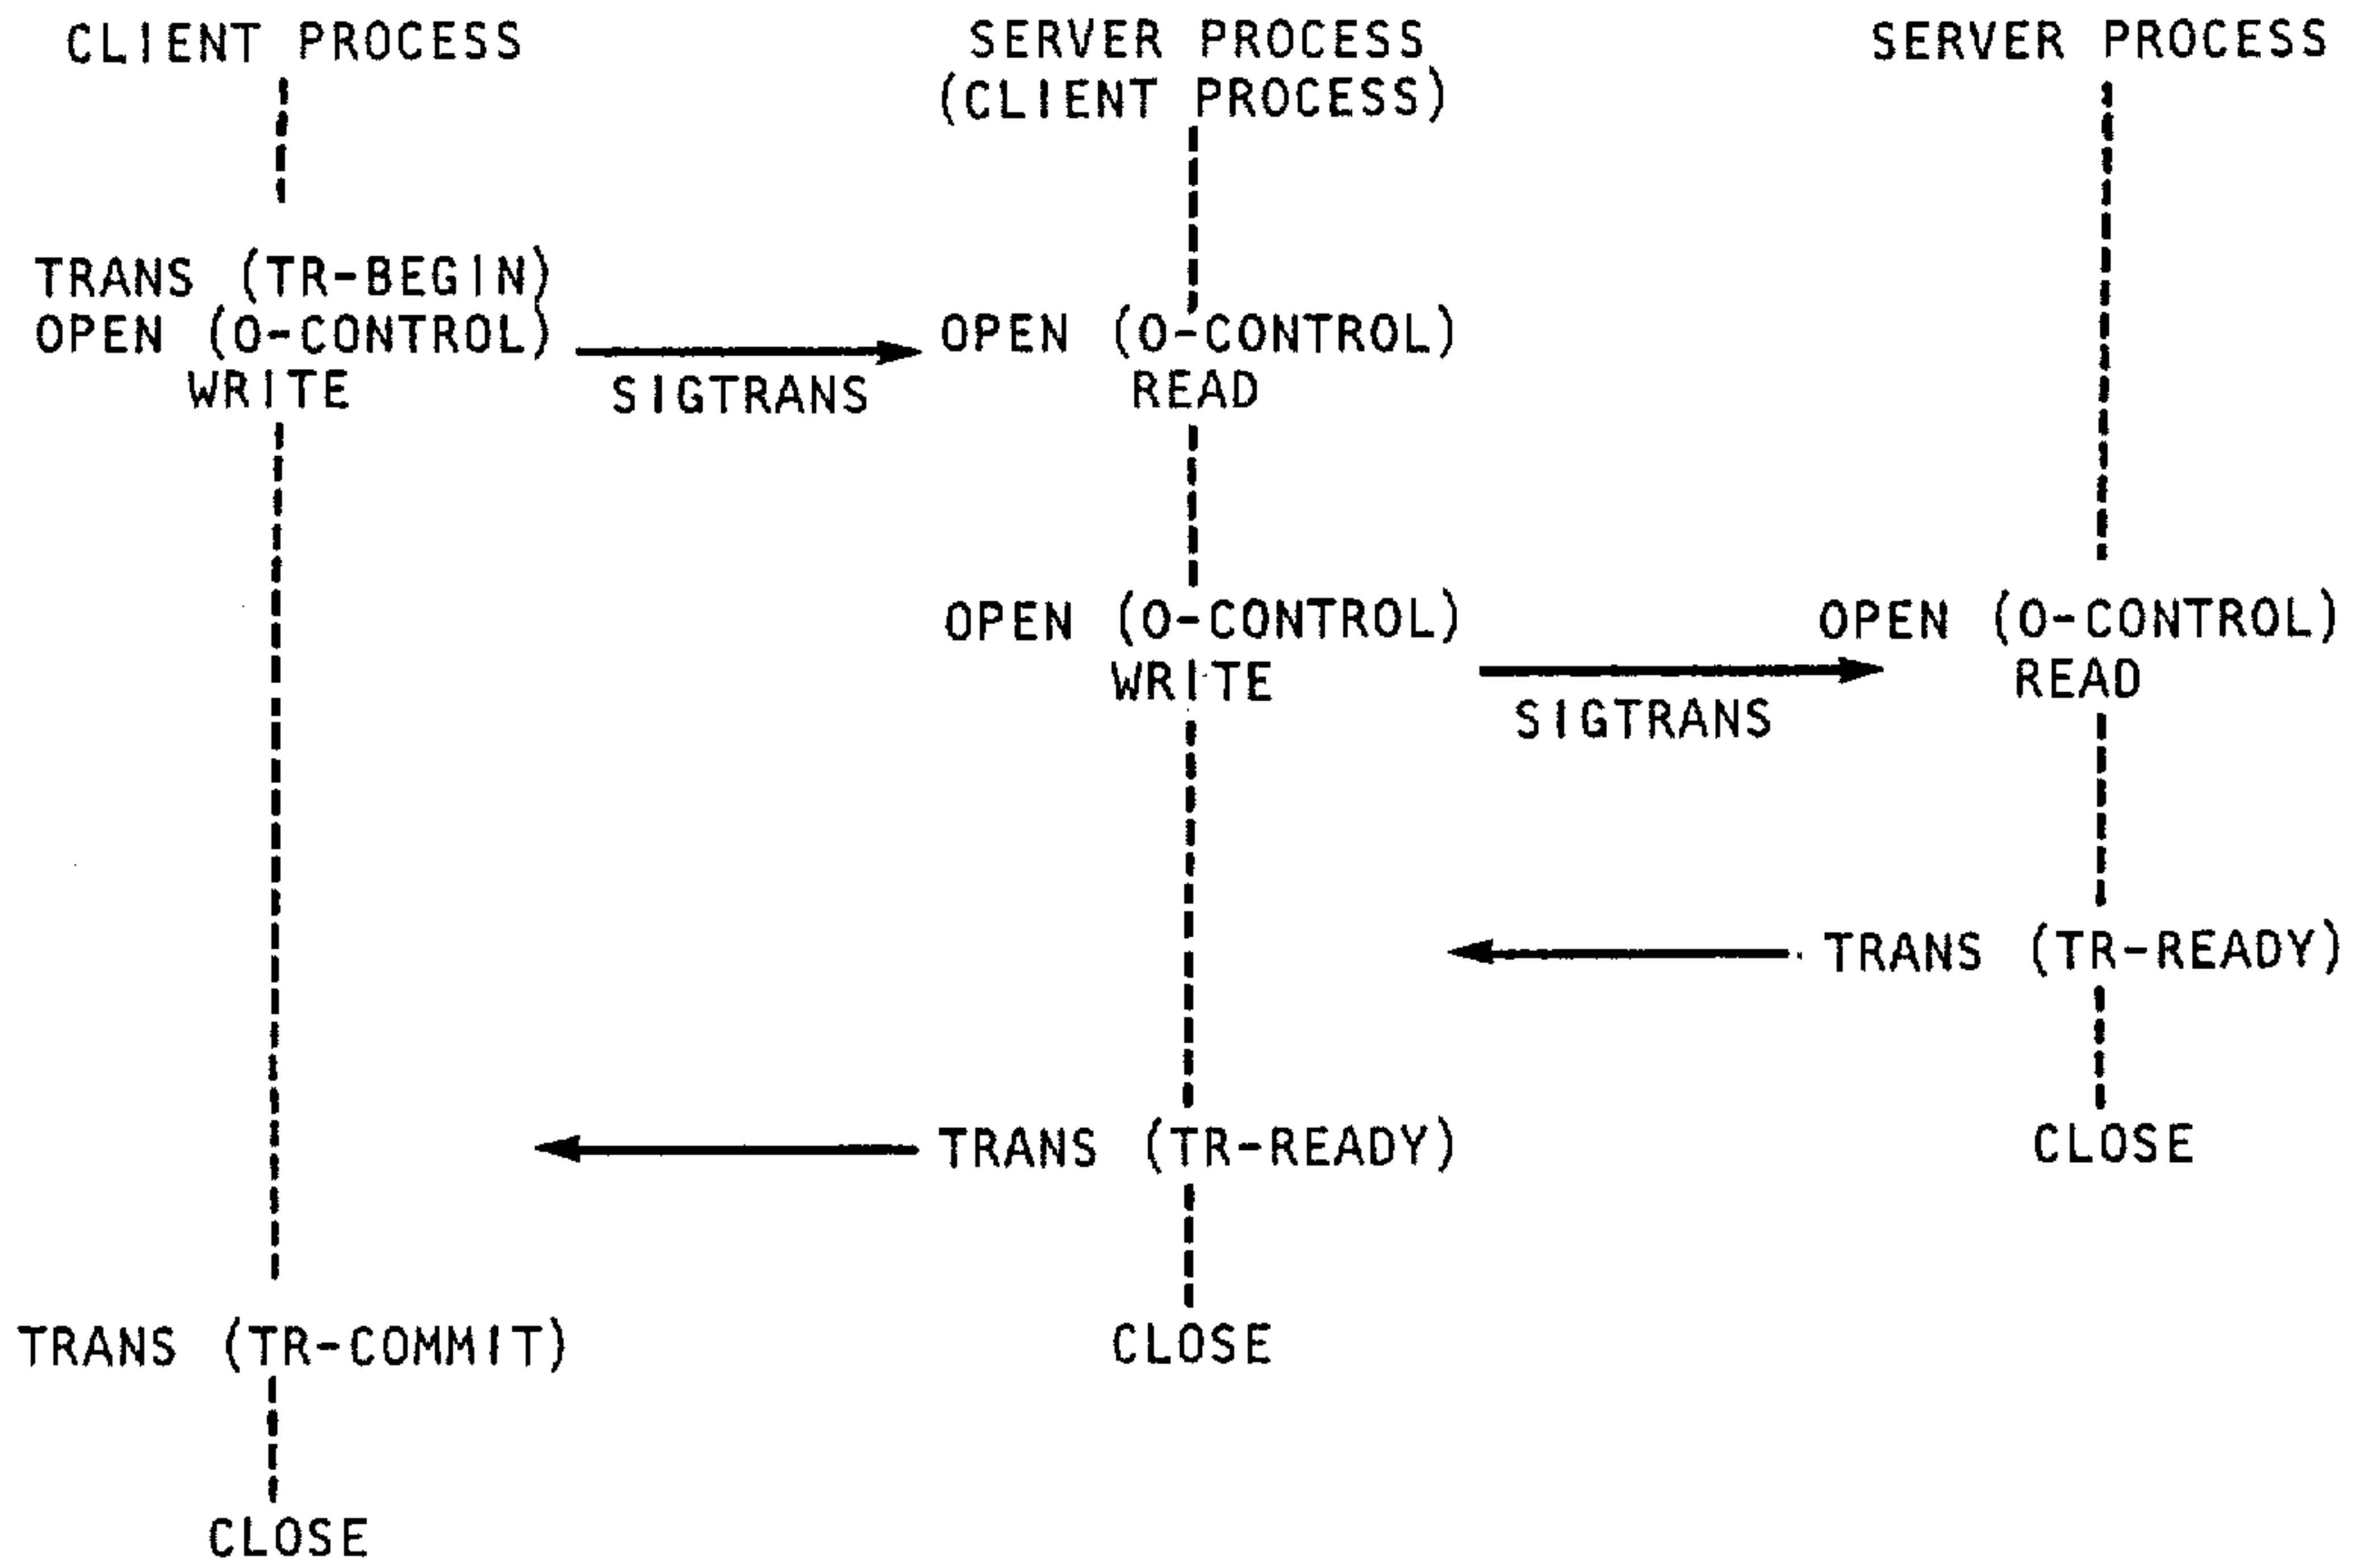 CLIENT PROCESS
SERVER PROCESS
(CLIENT PROCESS)
SERVER PROCESS
TRANS (TR-BEGIN)
OPEN (O-CONTROL)
WRITE
SIGTRANS
OPEN (O-CONTROL)
READ
OPEN (O-CONTROL)
WRITE
SIGTRANS
OPEN (O-CONTROL)
READ
TRANS (TR-READY)
TRANS (TR-READY)
CLOSE
TRANS (TR-COMMIT)
CLOSE
CLOSE